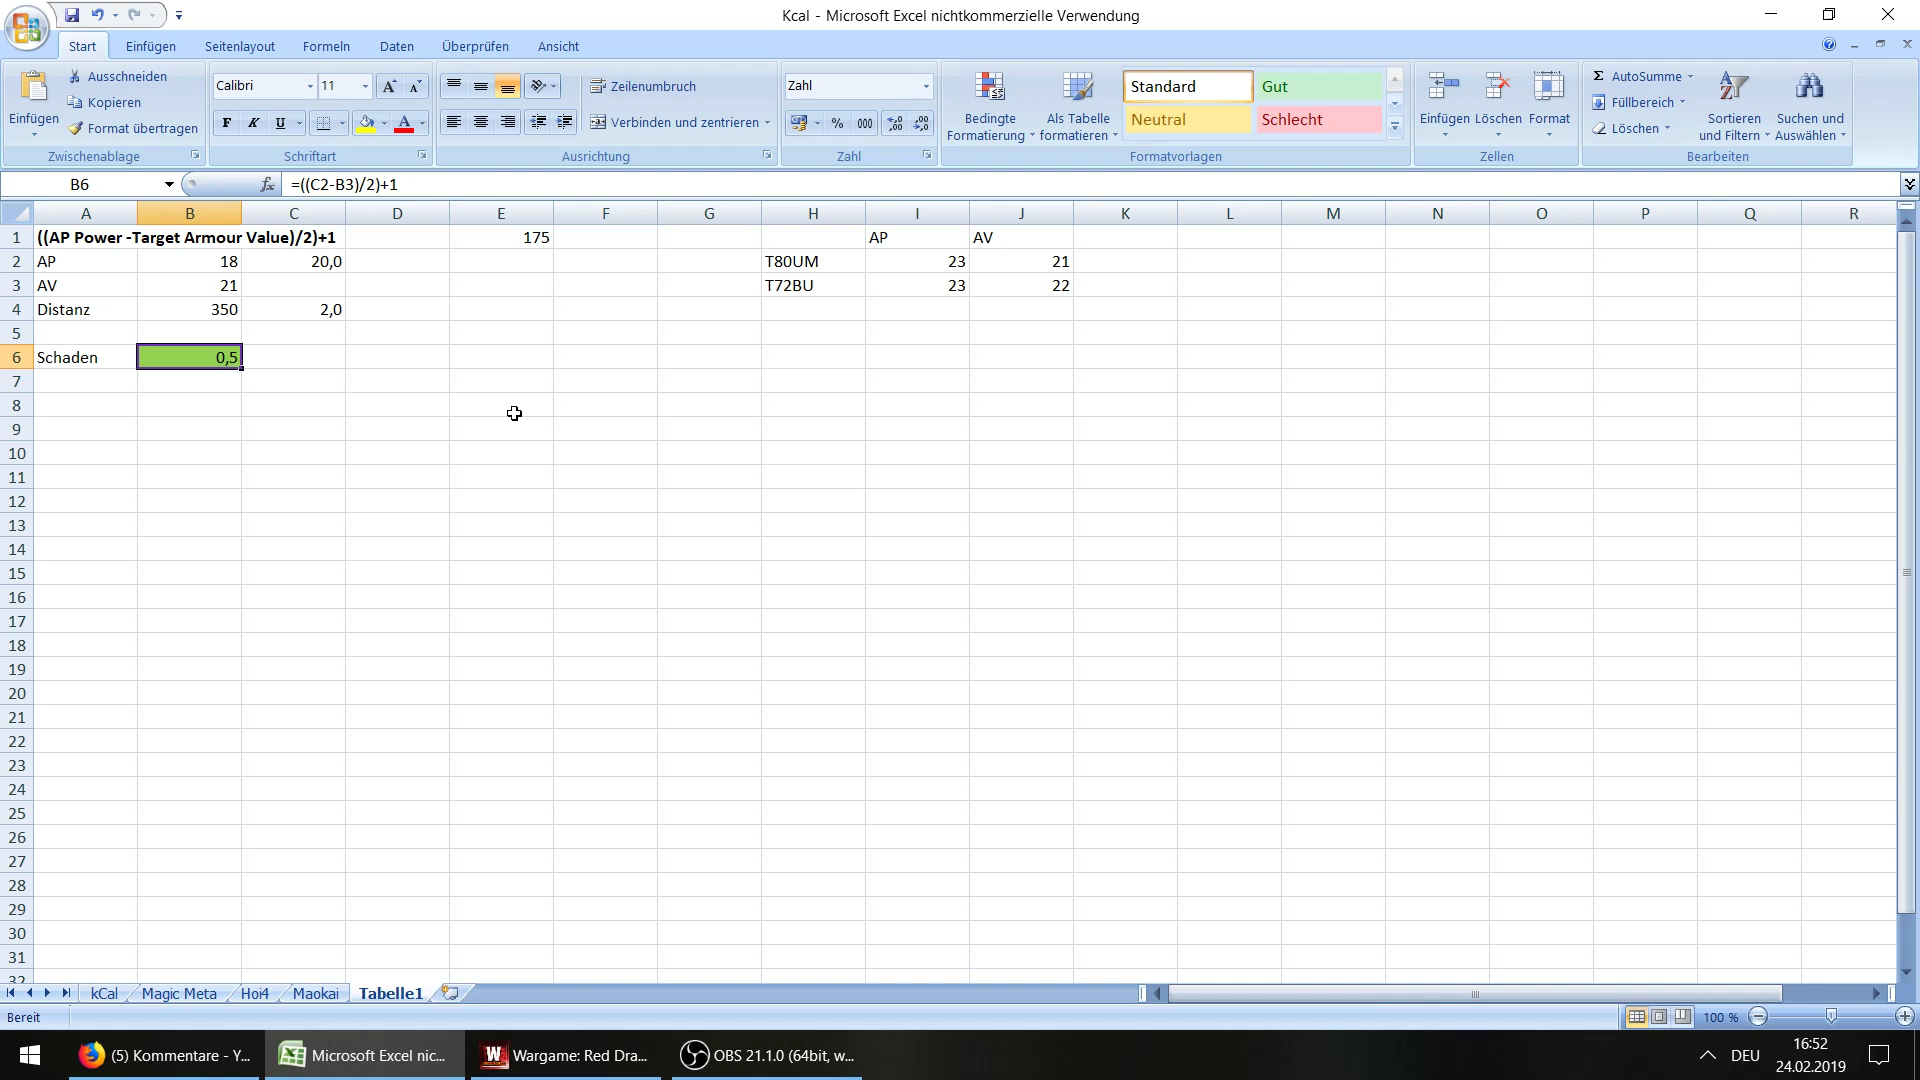 Kcal - Microsoft Excel nichtkommerzielle Verwendung
Start Einfügen Seitenlayout Formeln Daten Überprüfen Ansicht
Einfügen
Ausschneiden
Kopieren
Format übertragen
Zwischenablage
Calibri 11
F K U
Schriftart
Zeilenumbruch
Verbinden und zentrieren
Ausrichtung
Zahl
% 000
Zahl
Bedingte Formatierung
Als Tabelle formatieren
Standard Gut
Neutral Schlecht
Formatvorlagen
Einfügen Löschen Format
Zellen
AutoSumme
Füllbereich
Löschen
Sortieren und Filtern
Suchen und Auswählen
Bearbeiten
B6 fx =((C2-B3)/2)+1
A B C D E F G H I J K L M N O P Q R
1 ((AP Power -Target Armour Value)/2)+1 175 AP AV
2 AP 18 20,0 T80UM 23 21
3 AV 21 T72BU 23 22
4 Distanz 350 2,0
5
6 Schaden 0,5
7
8
9
10
11
12
13
14
15
16
17
18
19
20
21
22
23
24
25
26
27
28
29
30
31
32
kCal Magic Meta Hoi4 Maokai Tabelle1
Bereit 100 %
(5) Kommentare - Y... Microsoft Excel nic... Wargame: Red Dra... OBS 21.1.0 (64bit, w... DEU 16:52
24.02.2019